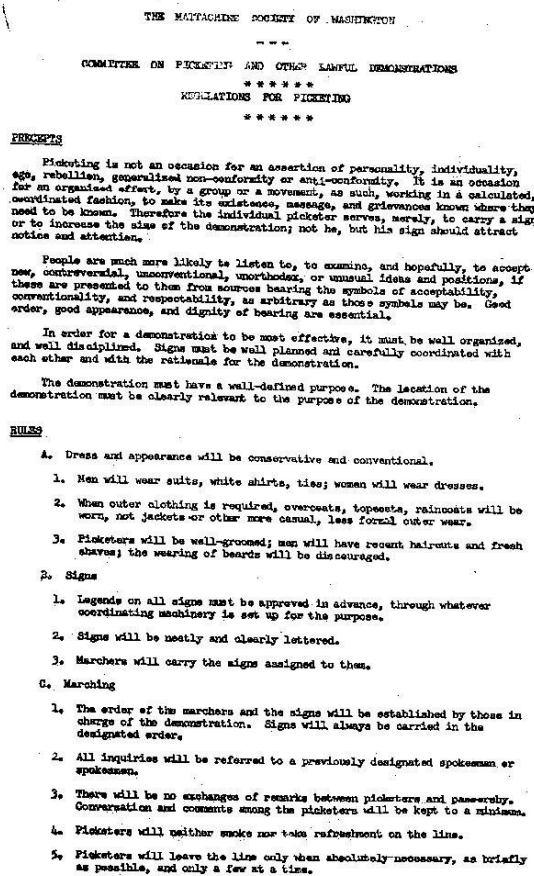 THE MATTACHINE SOCIETY OF WASHINGTON
---
COMMITTEE ON PICKETING AND OTHER LAWFUL DEMONSTRATIONS
******
REGULATIONS FOR PICKETING
******
PRECEPTS
Picketing is not an occasion for an assertion of personality, individuality,
ego, rebellion, generalized non-conformity or anti-conformity. It is an occasion
for an organized effort, by a group or a movement, as such, working in a calculated,
coordinated fashion, to make its existence, message, and grievances known where they
need to be known. Therefore the individual picketer serves, merely, to carry a sign
or to increase the size of the demonstration; not he, but his sign should attract
notice and attention.
People are much more likely to listen to, to examine, and hopefully, to accept
new, controversial, unconventional, unorthodox, or unusual ideas and positions, if
these are presented to them from sources bearing the symbols of acceptability,
conventionality, and respectability, as arbitrary as those symbols may be. Good
order, good appearance, and dignity of bearing are essential.
In order for a demonstration to be most effective, it must be well organized,
and well disciplined. Signs must be well planned and carefully coordinated with
each other and with the rationale for the demonstration.
The demonstration must have a well-defined purpose. The location of the
demonstration must be clearly relevant to the purpose of the demonstration.
RULES
A. Dress and appearance will be conservative and conventional.
1. Men will wear suits, white shirts, ties; women will wear dresses.
2. When outer clothing is required, overcoats, topcoats, raincoats will be
worn, not jackets or other more casual, less formal outer wear.
3. Picketers will be well-groomed; men will have recent haircuts and fresh
shaves; the wearing of beards will be discouraged.
B. Signs
1. Legends on all signs must be approved in advance, through whatever
coordinating machinery is set up for the purpose.
2. Signs will be neatly and clearly lettered.
3. Marchers will carry the signs assigned to them.
C. Marching
1. The order of the marchers and the signs will be established by those in
charge of the demonstration. Signs will always be carried in the
designated order.
2. All inquiries will be referred to a previously designated spokesman or
spokesmen.
3. There will be no exchanges of remarks between picketers and passersby.
Conversation and comments among the picketers will be kept to a minimum.
4. Picketers will neither smoke nor take refreshment on the line.
5. Picketers will leave the line only when absolutely necessary, as briefly
as possible, and only a few at a time.